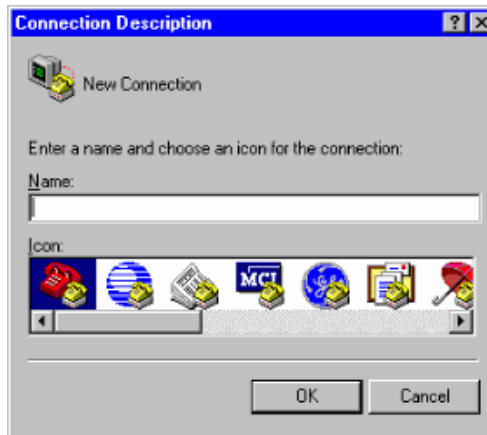 Connection Description
New Connection
Enter a name and choose an icon for the connection:
Name:
Icon:
MCI
OK
Cancel